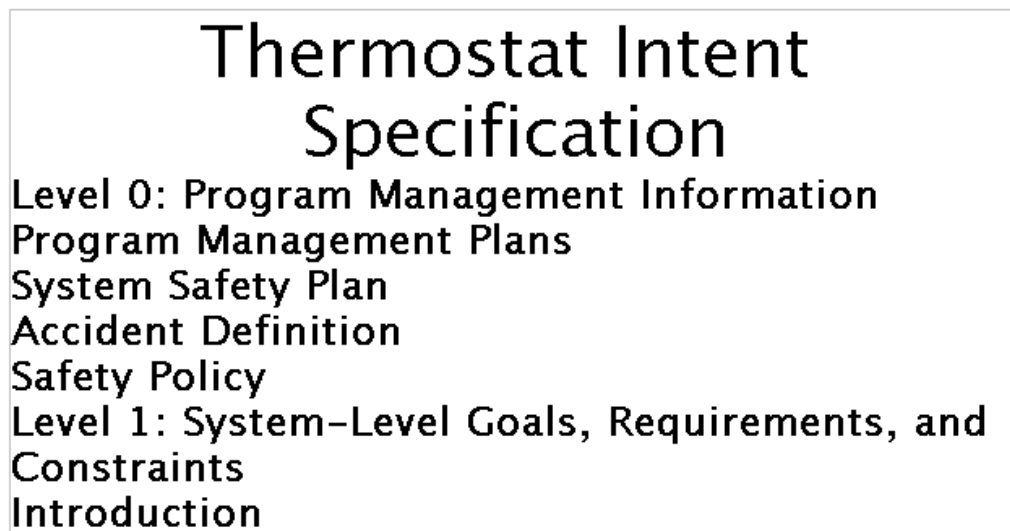 Thermostat Intent
Specification
Level 0: Program Management Information
Program Management Plans
System Safety Plan
Accident Definition
Safety Policy
Level 1: System-Level Goals, Requirements, and
Constraints
Introduction